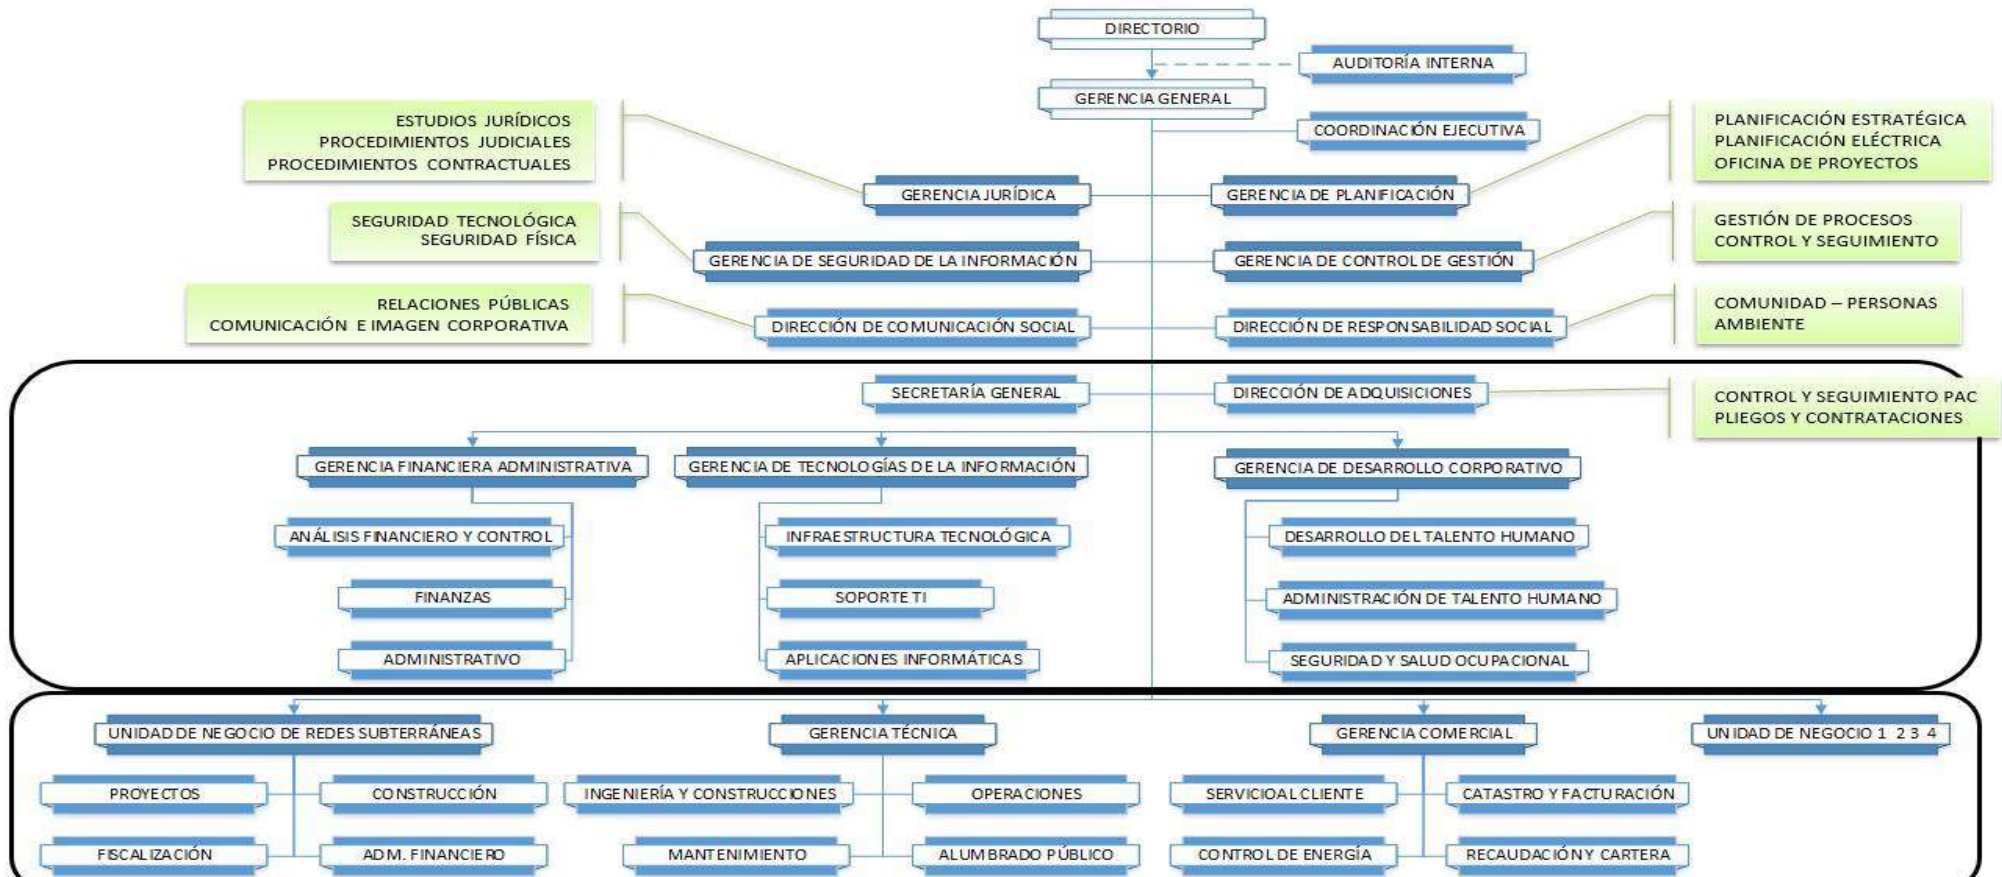 DIRECTORIO
AUDITORÍA INTERNA
GERENCIA GENERAL
COORDINACIÓN EJECUTIVA
ESTUDIOS JURÍDICOS
PROCEDIMIENTOS JUDICIALES
PROCEDIMIENTOS CONTRACTUALES
PLANIFICACIÓN ESTRATÉGICA
PLANIFICACIÓN ELÉCTRICA
OFICINA DE PROYECTOS
GERENCIA JURÍDICA
GERENCIA DE PLANIFICACIÓN
SEGURIDAD TECNOLÓGICA
SEGURIDAD FÍSICA
GESTIÓN DE PROCESOS
CONTROL Y SEGUIMIENTO
GERENCIA DE SEGURIDAD DE LA INFORMACIÓN
GERENCIA DE CONTROL DE GESTIÓN
RELACIONES PÚBLICAS
COMUNICACIÓN E IMAGEN CORPORATIVA
COMUNIDAD – PERSONAS
AMBIENTE
DIRECCIÓN DE COMUNICACIÓN SOCIAL
DIRECCIÓN DE RESPONSABILIDAD SOCIAL
SECRETARÍA GENERAL
DIRECCIÓN DE ADQUISICIONES
CONTROL Y SEGUIMIENTO PAC
PLIEGOS Y CONTRATACIONES
GERENCIA FINANCIERA ADMINISTRATIVA
GERENCIA DE TECNOLOGÍAS DE LA INFORMACIÓN
GERENCIA DE DESARROLLO CORPORATIVO
ANÁLISIS FINANCIERO Y CONTROL
INFRAESTRUCTURA TECNOLÓGICA
DESARROLLO DEL TALENTO HUMANO
FINANZAS
SOPORTE TI
ADMINISTRACIÓN DE TALENTO HUMANO
ADMINISTRATIVO
APLICACIONES INFORMÁTICAS
SEGURIDAD Y SALUD OCUPACIONAL
UNIDAD DE NEGOCIO DE REDES SUBTERRÁNEAS
GERENCIA TÉCNICA
GERENCIA COMERCIAL
UNIDAD DE NEGOCIO 1 2 3 4
PROYECTOS
CONSTRUCCIÓN
INGENIERÍA Y CONSTRUCCIONES
OPERACIONES
SERVICIO AL CLIENTE
CATASTRO Y FACTURACIÓN
FISCALIZACIÓN
ADM. FINANCIERO
MANTENIMIENTO
ALUMBRADO PÚBLICO
CONTROL DE ENERGÍA
RECAUDACIÓN Y CARTERA